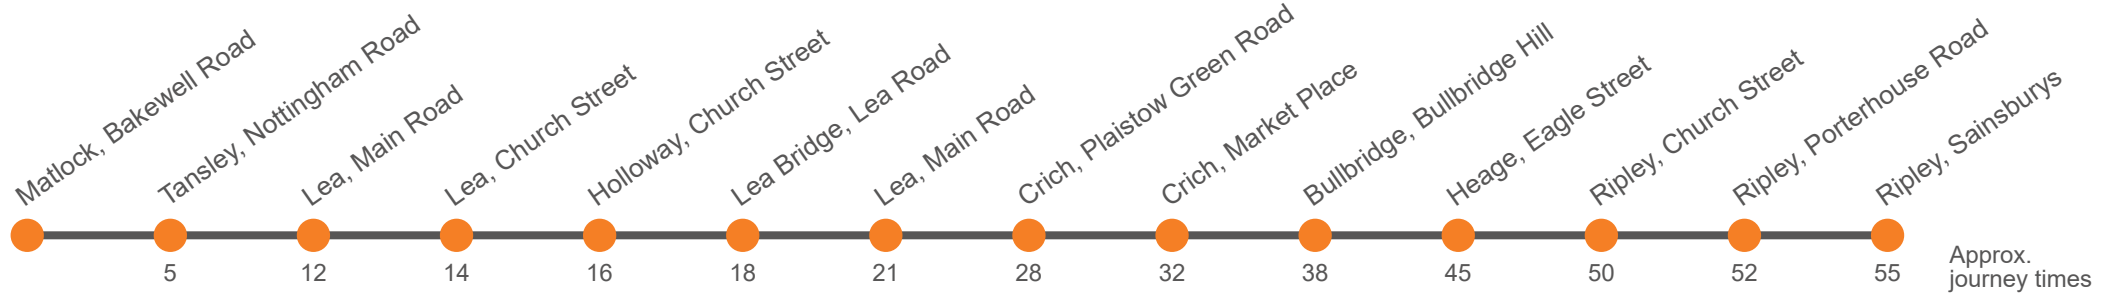 Matlock, Bakewell Road
Tansley, Nottingham Road
Lea, Main Road
Lea, Church Street
Holloway, Church Street
Lea Bridge, Lea Road
Lea, Main Road
Crich, Plaistow Green Road
Crich, Market Place
Bullbridge, Bullbridge Hill
Heage, Eagle Street
Ripley, Church Street
Ripley, Porterhouse Road
Ripley, Sainsburys
5
12
14
16
18
21
28
32
38
45
50
52
55
Approx.
journey times